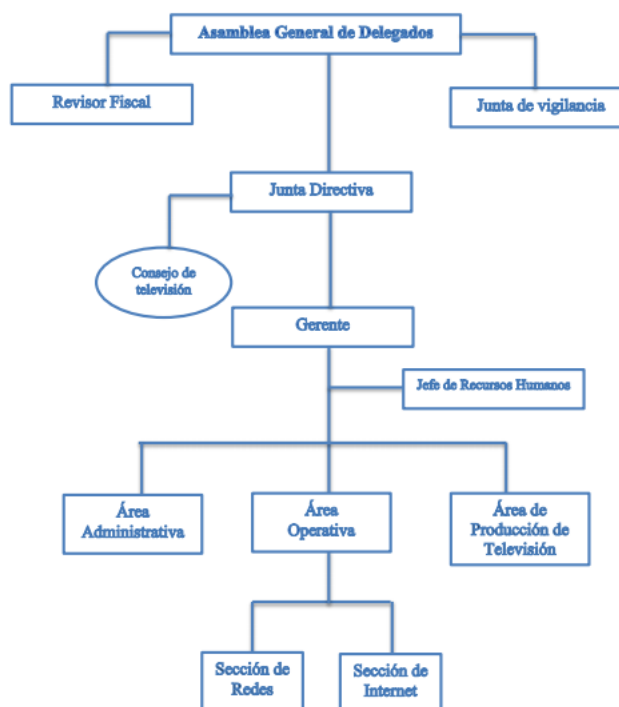 Asamblea General de Delegados
Revisor Fiscal
Junta de vigilancia
Junta Directiva
Consejo de
televisión
Gerente
Jefe de Recursos Humanos
Área
Administrativa
Área
Operativa
Área de
Producción de
Televisión
Sección de
Redes
Sección de
Internet